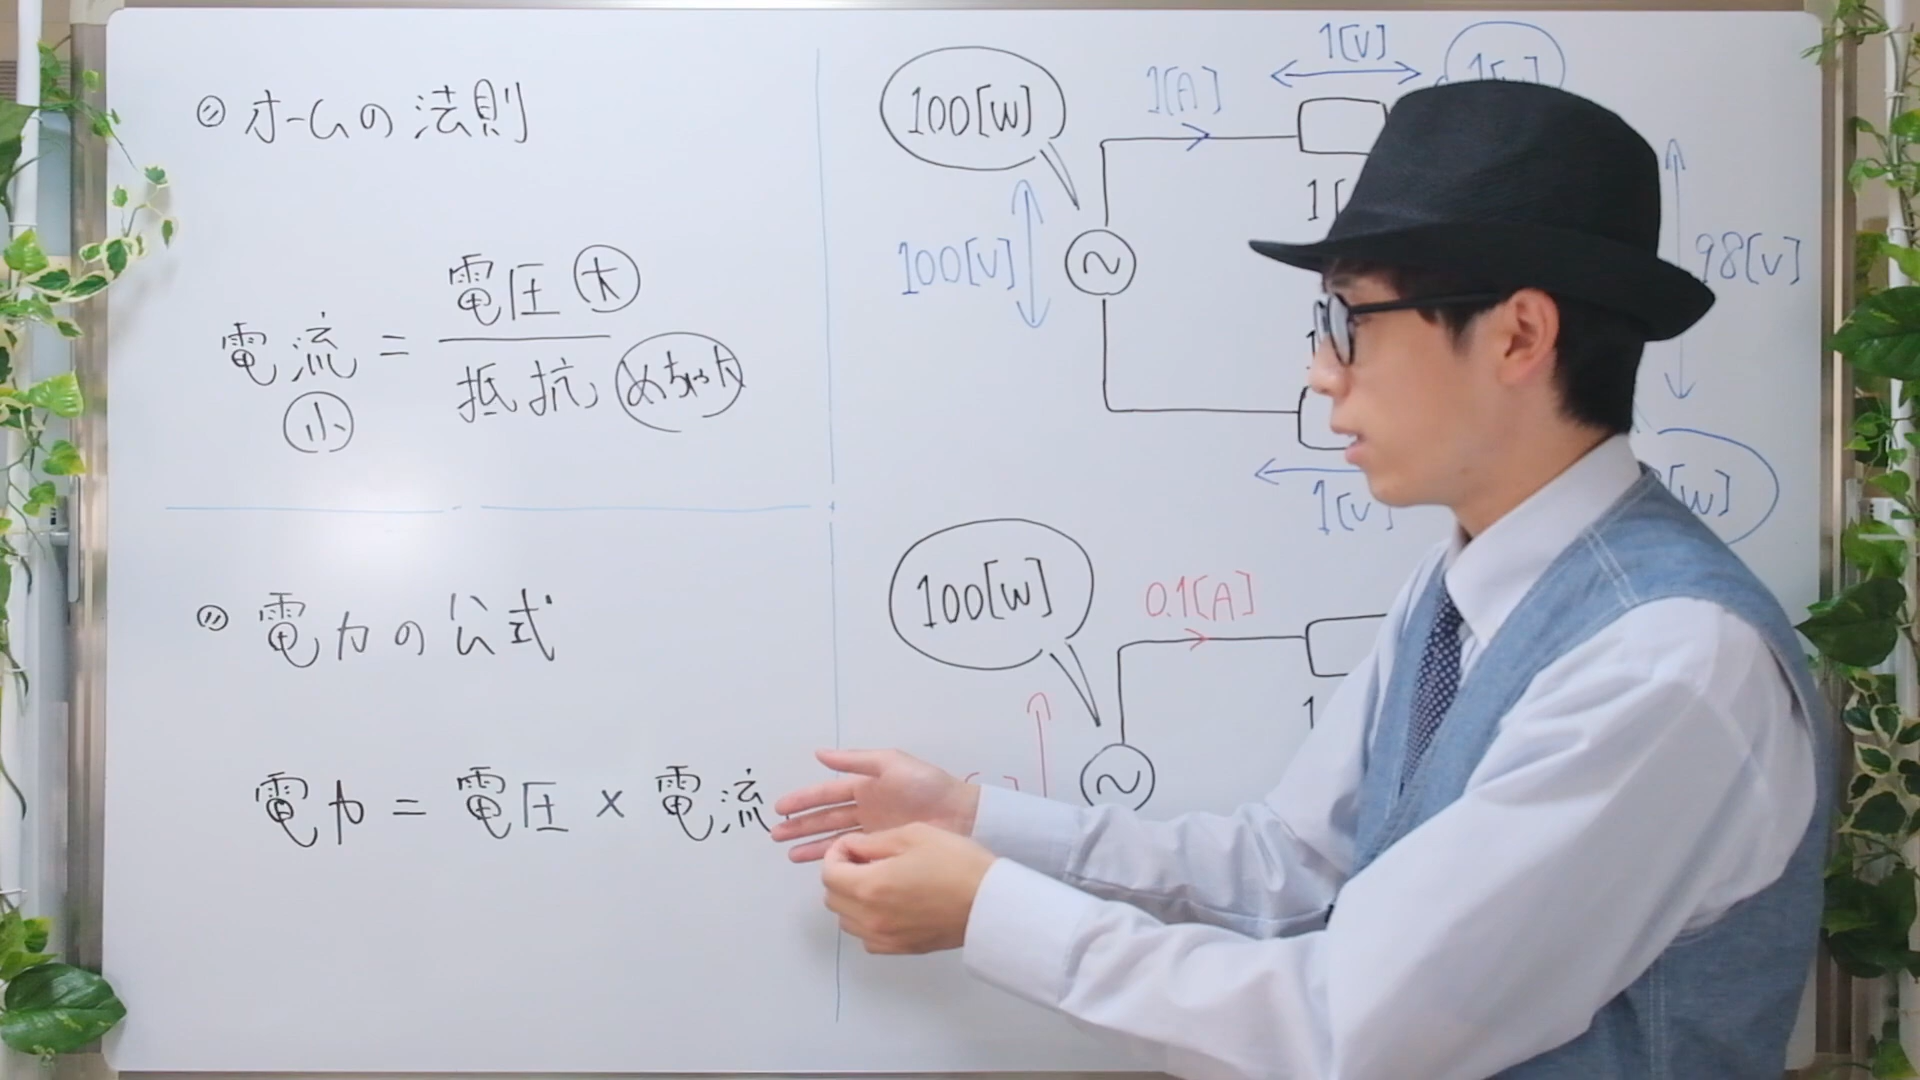 オームの法則
電圧 大
電流 =
抵抗 めちゃ大
小
電力の公式
電力 = 電圧 × 電流
100[W]
1[A]
1[V]
100[V]
98[V]
1[V]
100[W]
0.1[A]